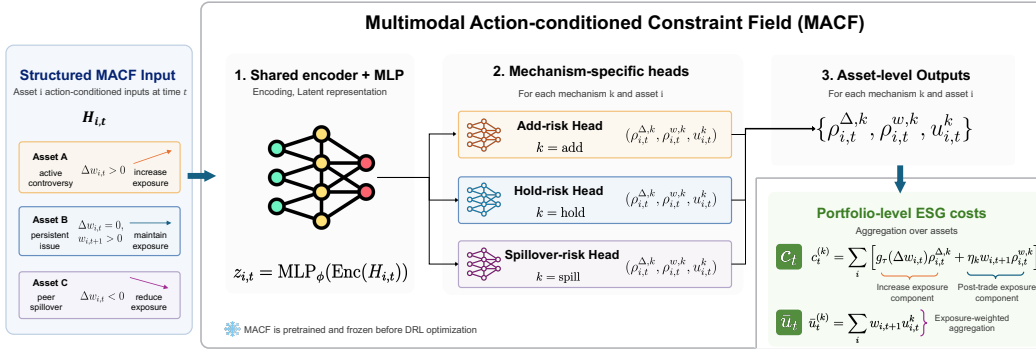 Multimodal Action-conditioned Constraint Field (MACF)
Structured MACF Input
Asset i action-conditioned inputs at time t
H_{i,t}
Asset A
active
controversy
Δw_{i,t} > 0
increase
exposure
Asset B
persistent
issue
Δw_{i,t} = 0,
w_{i,t+1} > 0
maintain
exposure
Asset C
peer
spillover
Δw_{i,t} < 0
reduce
exposure
1. Shared encoder + MLP
Encoding, Latent representation
z_{i,t} = MLP_ϕ(Enc(H_{i,t}))
MACF is pretrained and frozen before DRL optimization
2. Mechanism-specific heads
For each mechanism k and asset i
Add-risk Head
k = add
(ρ^{Δ,k}_{i,t}, ρ^{w,k}_{i,t}, u^k_{i,t})
Hold-risk Head
k = hold
(ρ^{Δ,k}_{i,t}, ρ^{w,k}_{i,t}, u^k_{i,t})
Spillover-risk Head
k = spill
(ρ^{Δ,k}_{i,t}, ρ^{w,k}_{i,t}, u^k_{i,t})
3. Asset-level Outputs
For each mechanism k and asset i
{ρ^{Δ,k}_{i,t}, ρ^{w,k}_{i,t}, u^k_{i,t}}
Portfolio-level ESG costs
Aggregation over assets
c_t c^{(k)}_t = ∑_i [g_τ(Δw_{i,t})ρ^{Δ,k}_{i,t} + η_k w_{i,t+1}ρ^{w,k}_{i,t}]
Increase exposure
component
Post-trade exposure
component
ū_t ū^{(k)}_t = ∑_i w_{i,t+1}u^k_{i,t}}
Exposure-weighted
aggregation